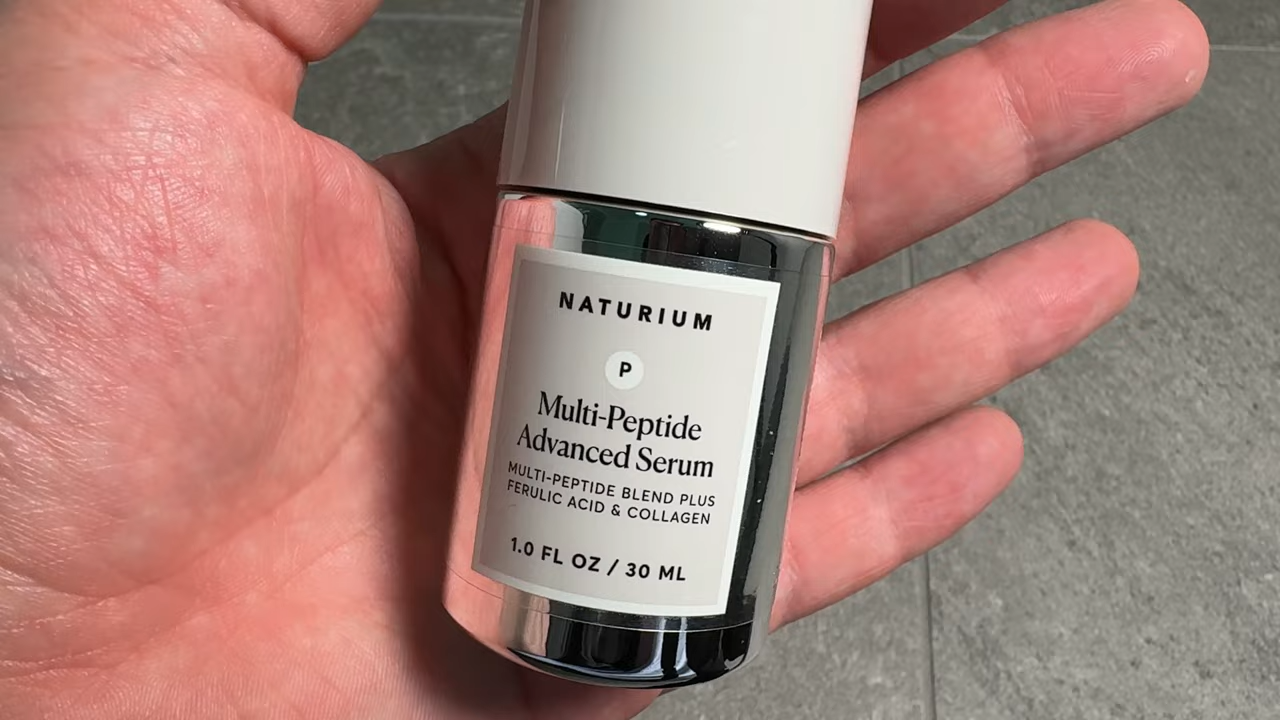 NATURIUM
P
Multi-Peptide
Advanced Serum
MULTI-PEPTIDE BLEND PLUS
FERULIC ACID & COLLAGEN
1.0 FL OZ / 30 ML